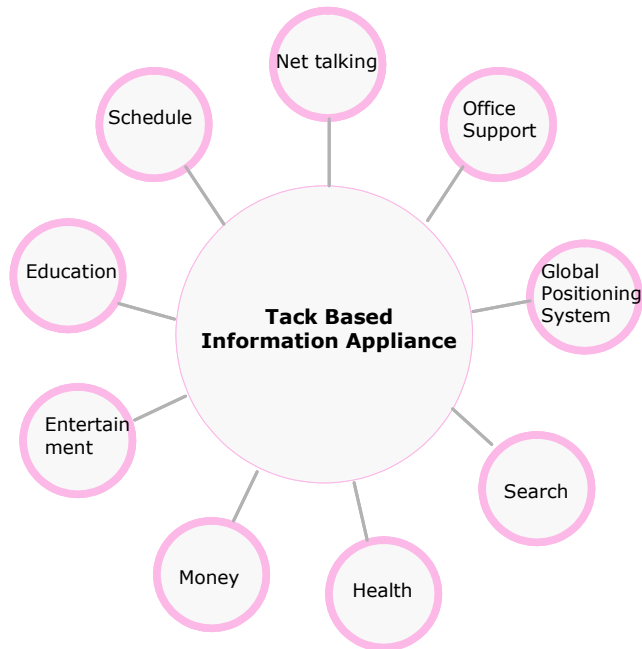 Net talking
Office
Support
Global
Positioning
System
Search
Health
Money
Entertain
ment
Education
Schedule
Tack Based
Information Appliance